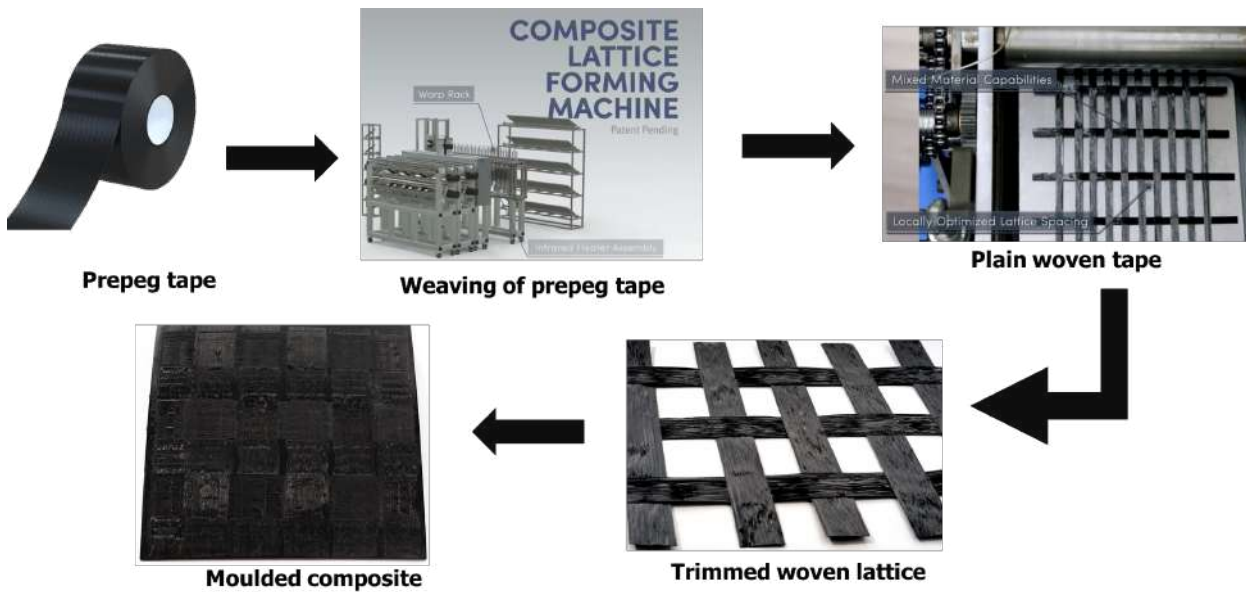 COMPOSITE
LATTICE
FORMING
MACHINE
Patent Pending
Warp Rack
Infrared Heater Assembly
Mixed Material Capabilities
Locally Optimized Lattice Spacing
Prepeg tape
Weaving of prepeg tape
Plain woven tape
Moulded composite
Trimmed woven lattice